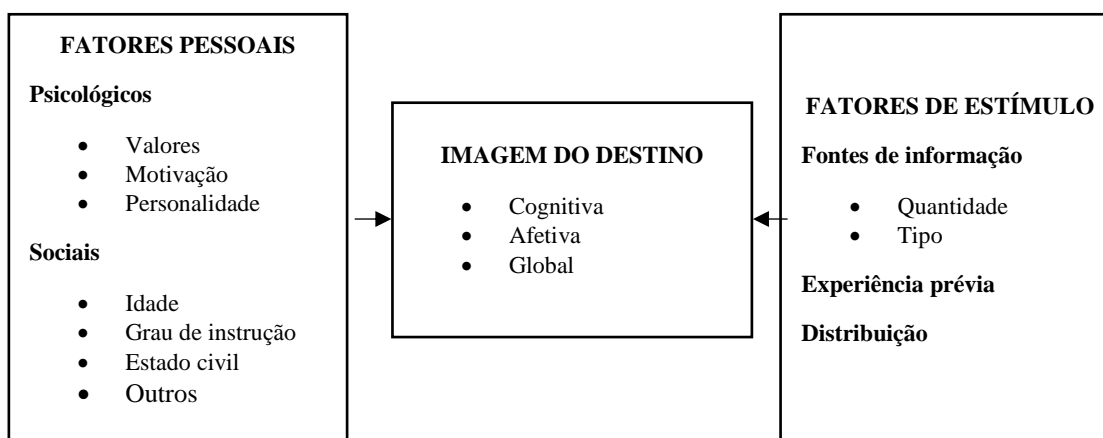 FATORES PESSOAIS
Psicológicos
• Valores
• Motivação
• Personalidade
Sociais
• Idade
• Grau de instrução
• Estado civil
• Outros
IMAGEM DO DESTINO
• Cognitiva
• Afetiva
• Global
FATORES DE ESTÍMULO
Fontes de informação
• Quantidade
• Tipo
Experiência prévia
Distribuição